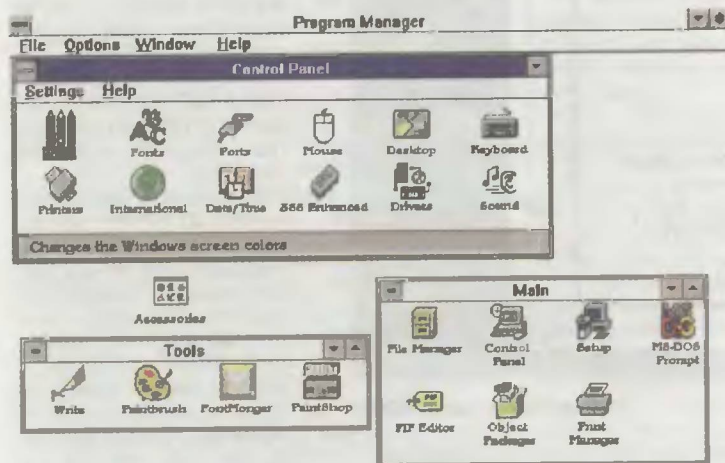 Program Manager
File Options Window Help
Control Panel
Settings Help
Fonts Ports Mouse Desktop Keyboard
Printers International Date/Time 386 Enhanced Drivers Sound
Changes the Windows screen colors
Accessories
Main
File Manager Control Panel Setup MS-DOS Prompt
PIF Editor Object Packager Print Manager
Tools
Write Paintbrush FontMonger PaintShop